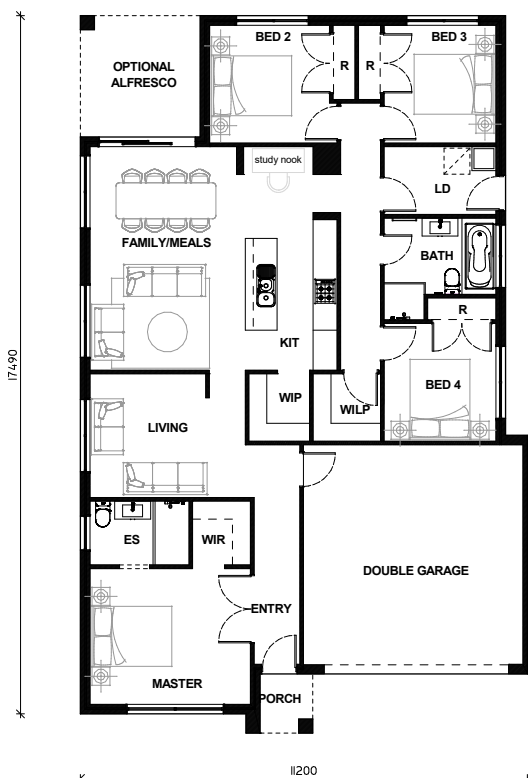 BED 2
BED 3
OPTIONAL
ALFRESCO
R
R
study nook
LD
FAMILY/MEALS
BATH
R
KIT
BED 4
WIP
WILP
LIVING
17490
ES
WIR
DOUBLE GARAGE
ENTRY
MASTER
PORCH
11200